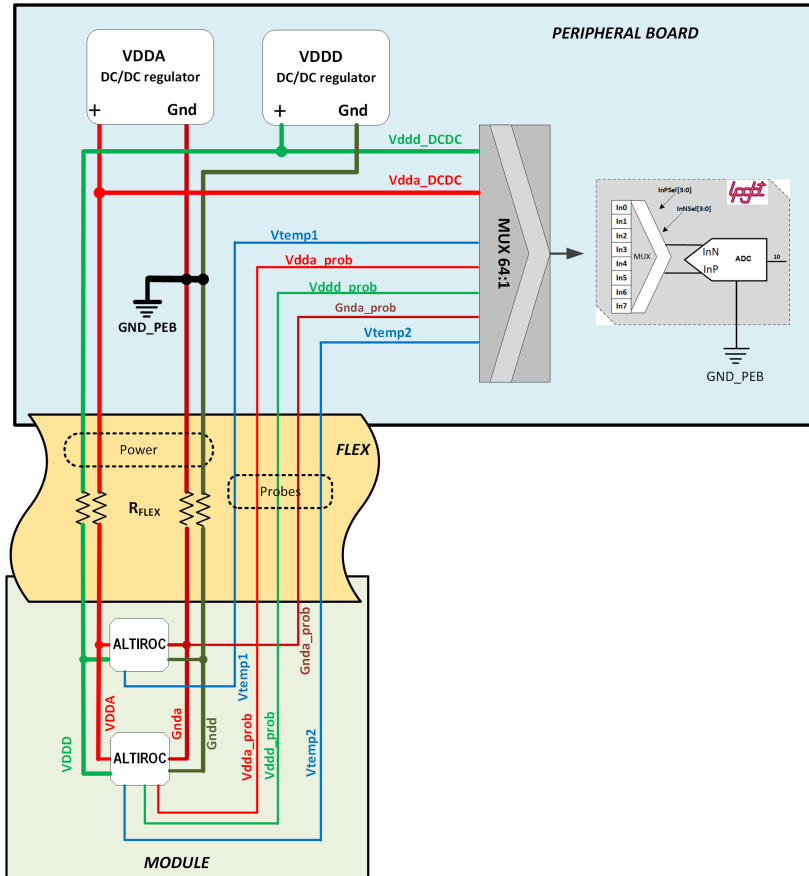 PERIPHERAL BOARD
VDDA
DC/DC regulator
+ Gnd
VDDD
DC/DC regulator
+ Gnd
Vddd_DCDC
Vdda_DCDC
Vtemp1
Vdda_prob
Vddd_prob
Gnda_prob
Vtemp2
MUX 64:1
GND_PEB
lpgbt
InPSel[3:0]
InNSel[3:0]
In0
In1
In2
In3
In4
In5
In6
In7
MUX
InN
InP
ADC
10
GND_PEB
Power
FLEX
Probes
RFLEX
ALTIROC
Gnda_prob
Vtemp1
VDDA
Gnda
Gndd
VDDD
ALTIROC
Vdda_prob
Vddd_prob
Vtemp2
MODULE